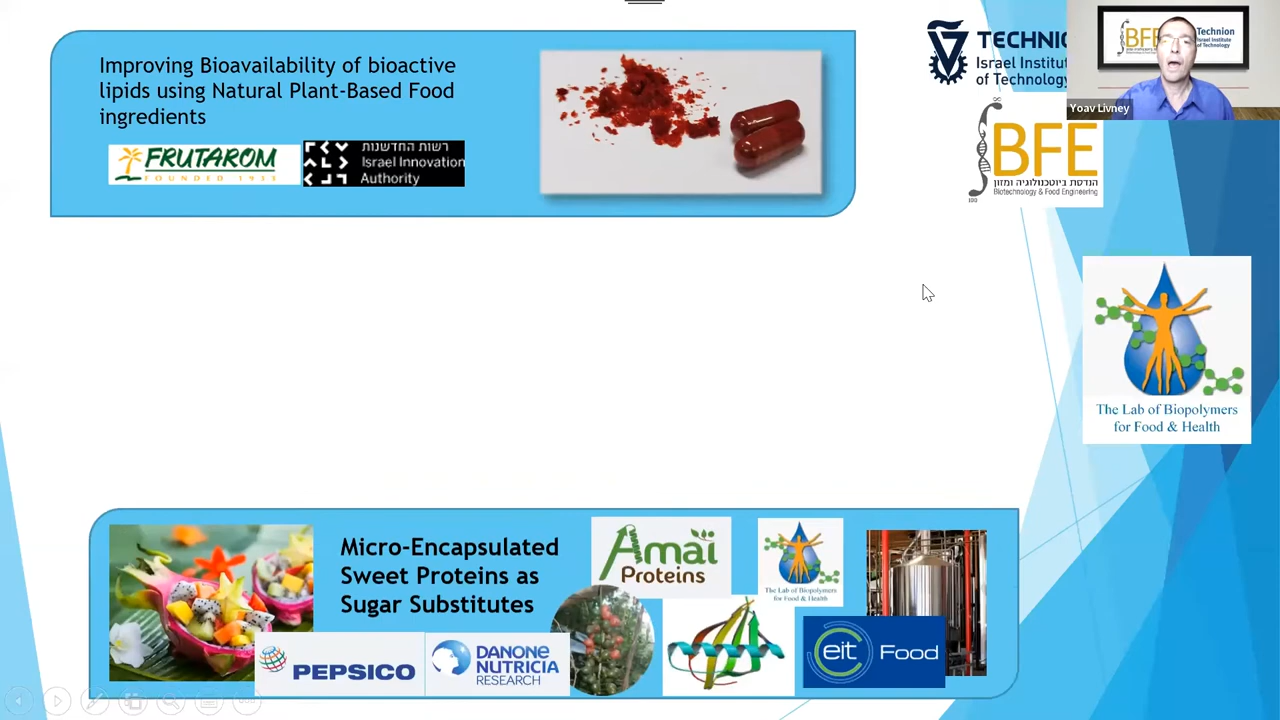 Improving Bioavailability of bioactive
lipids using Natural Plant-Based Food
ingredients
FRUTAROM
FOUNDED 1933
רשות החדשנות
Israel Innovation
Authority
TECHNION
Israel Institu
of Technology
BFE
הנדסת ביוטכנולוגיה ומזון
Biotechnology & Food Engineering
BFE
Technion
Israel Institute
of Technology
Yoav Livney
The Lab of Biopolymers
for Food & Health
Micro-Encapsulated
Sweet Proteins as
Sugar Substitutes
Amai
Proteins
The Lab of Biopolymers
for Food & Health
PEPSICO
DANONE
NUTRICIA
RESEARCH
eit Food